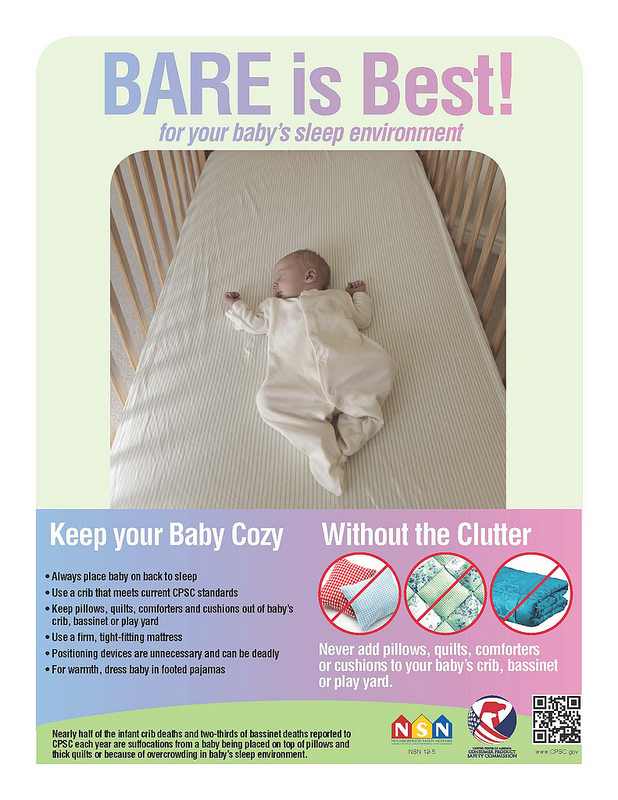 BARE is Best!
for your baby's sleep environment
Keep your Baby Cozy
• Always place baby on back to sleep
• Use a crib that meets current CPSC standards
• Keep pillows, quilts, comforters and cushions out of baby's
crib, bassinet or play yard
• Use a firm, tight-fitting mattress
• Positioning devices are unnecessary and can be deadly
• For warmth, dress baby in footed pajamas
Without the Clutter
Never add pillows, quilts, comforters
or cushions to your baby's crib, bassinet
or play yard.
Nearly half of the infant crib deaths and two-thirds of bassinet deaths reported to
CPSC each year are suffocations from a baby being placed on top of pillows and
thick quilts or because of overcrowding in baby's sleep environment.
NSN
NEIGHBORHOOD SAFETY NETWORK
NSN 12-5
UNITED STATES OF AMERICA
CONSUMER PRODUCT
SAFETY COMMISSION
www.CPSC.gov